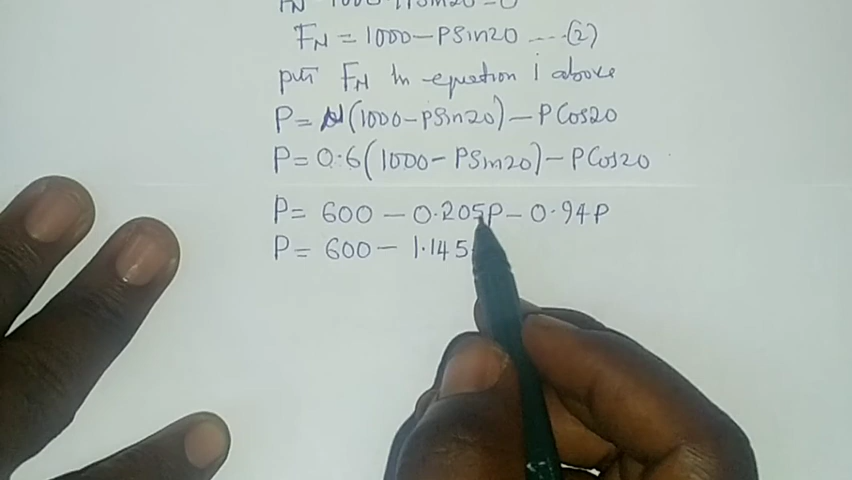 FN = 1000 - PSin20 ---- (2)
put FN in equation i above
P = (1000 - PSin20) - PCos20
P = 0.6(1000 - PSin20) - PCos20
P = 600 - 0.205P - 0.94P
P = 600 - 1.145